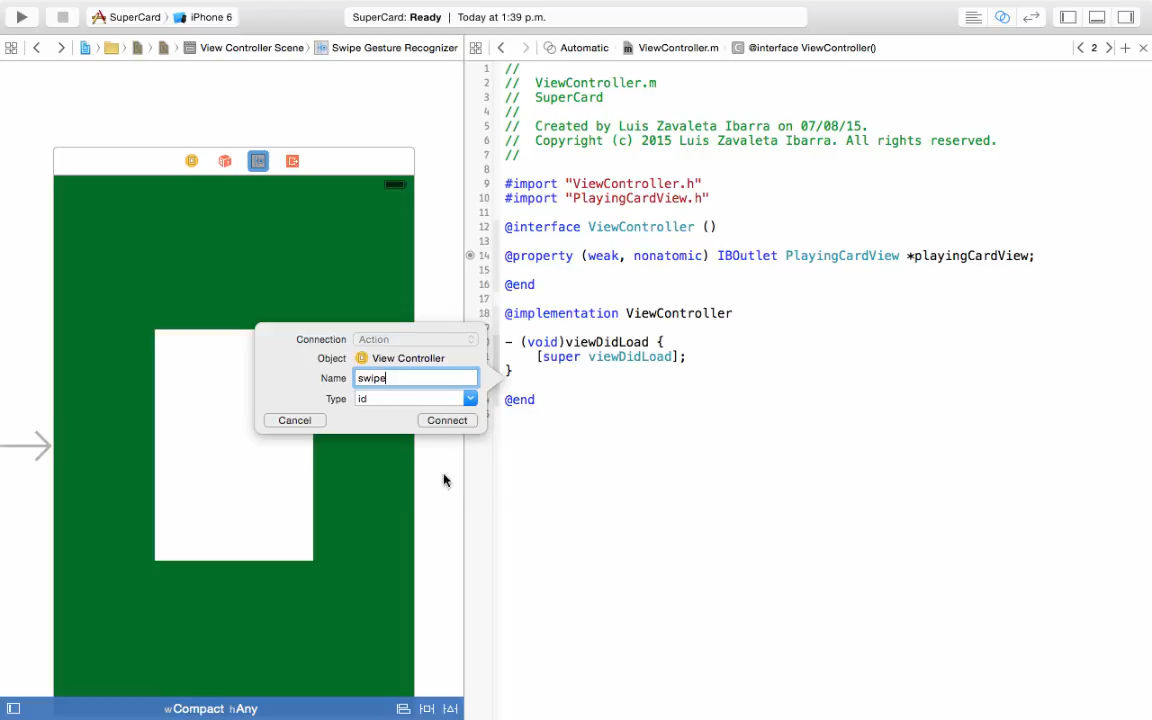 SuperCard
iPhone 6
SuperCard: Ready | Today at 1:39 p.m.
View Controller Scene
Swipe Gesture Recognizer
Automatic
ViewController.m
@interface ViewController()
2
1 //
2 //  ViewController.m
3 //  SuperCard
4 //
5 //  Created by Luis Zavaleta Ibarra on 07/08/15.
6 //  Copyright (c) 2015 Luis Zavaleta Ibarra. All rights reserved.
7 //
8
9 #import "ViewController.h"
10 #import "PlayingCardView.h"
11
12 @interface ViewController ()
13
14 @property (weak, nonatomic) IBOutlet PlayingCardView *playingCardView;
15
16 @end
17
18 @implementation ViewController
- (void)viewDidLoad {
[super viewDidLoad];
}
@end
Connection Action
Object View Controller
Name swipe
Type id
Cancel Connect
wCompact hAny